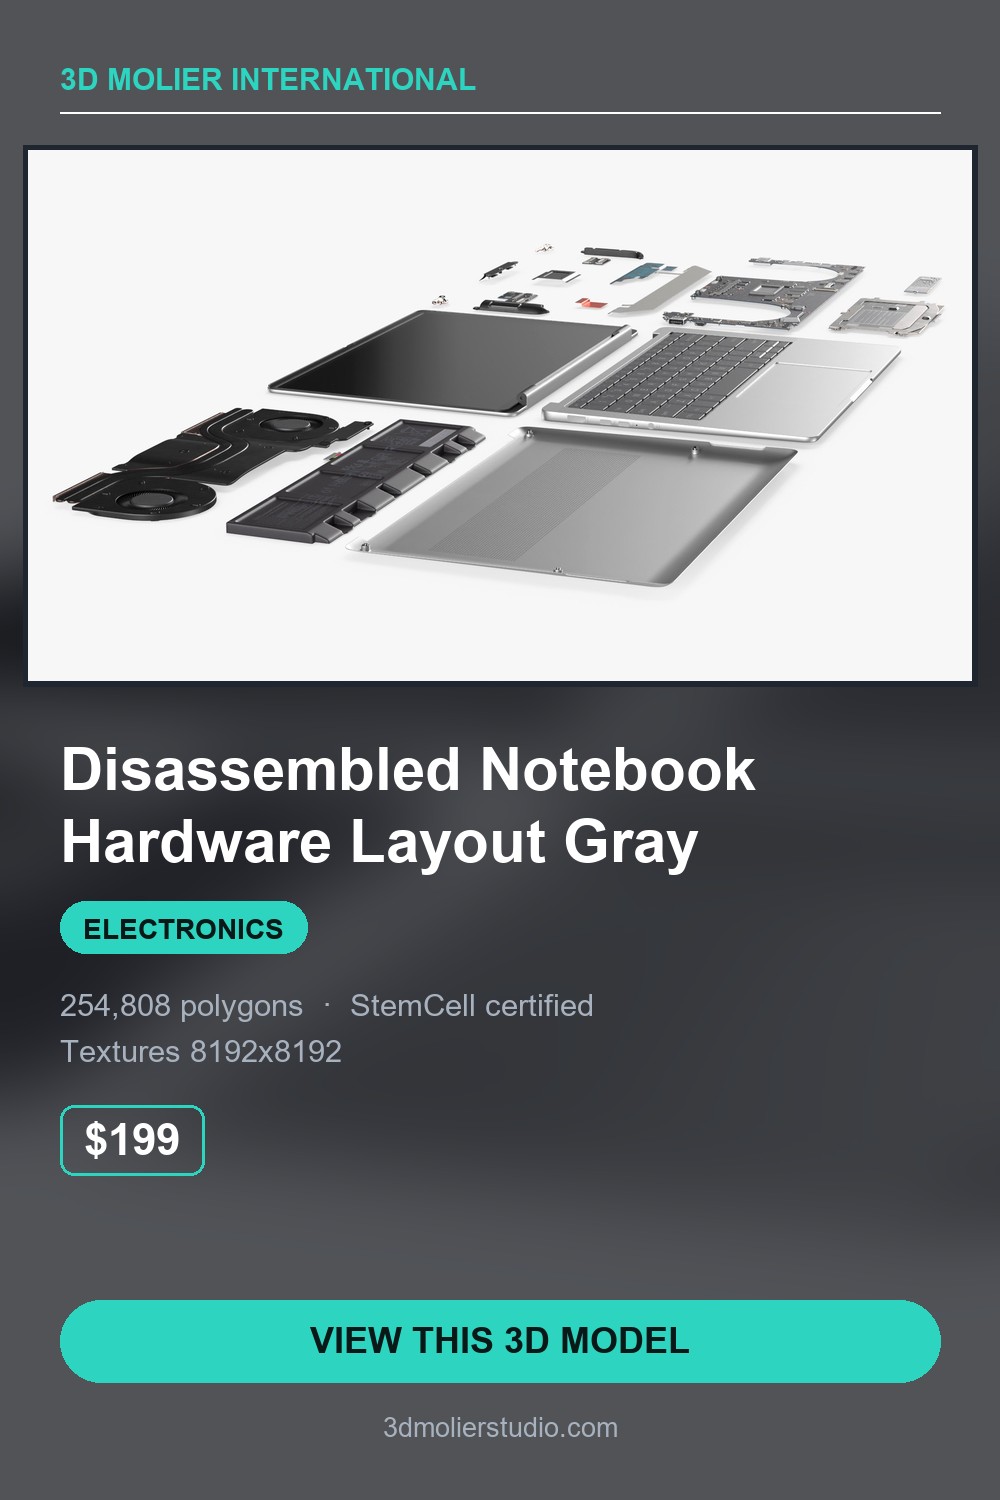 3D MOLIER INTERNATIONAL
Disassembled Notebook
Hardware Layout Gray
ELECTRONICS
254,808 polygons · StemCell certified
Textures 8192x8192
$199
VIEW THIS 3D MODEL
3dmolierstudio.com